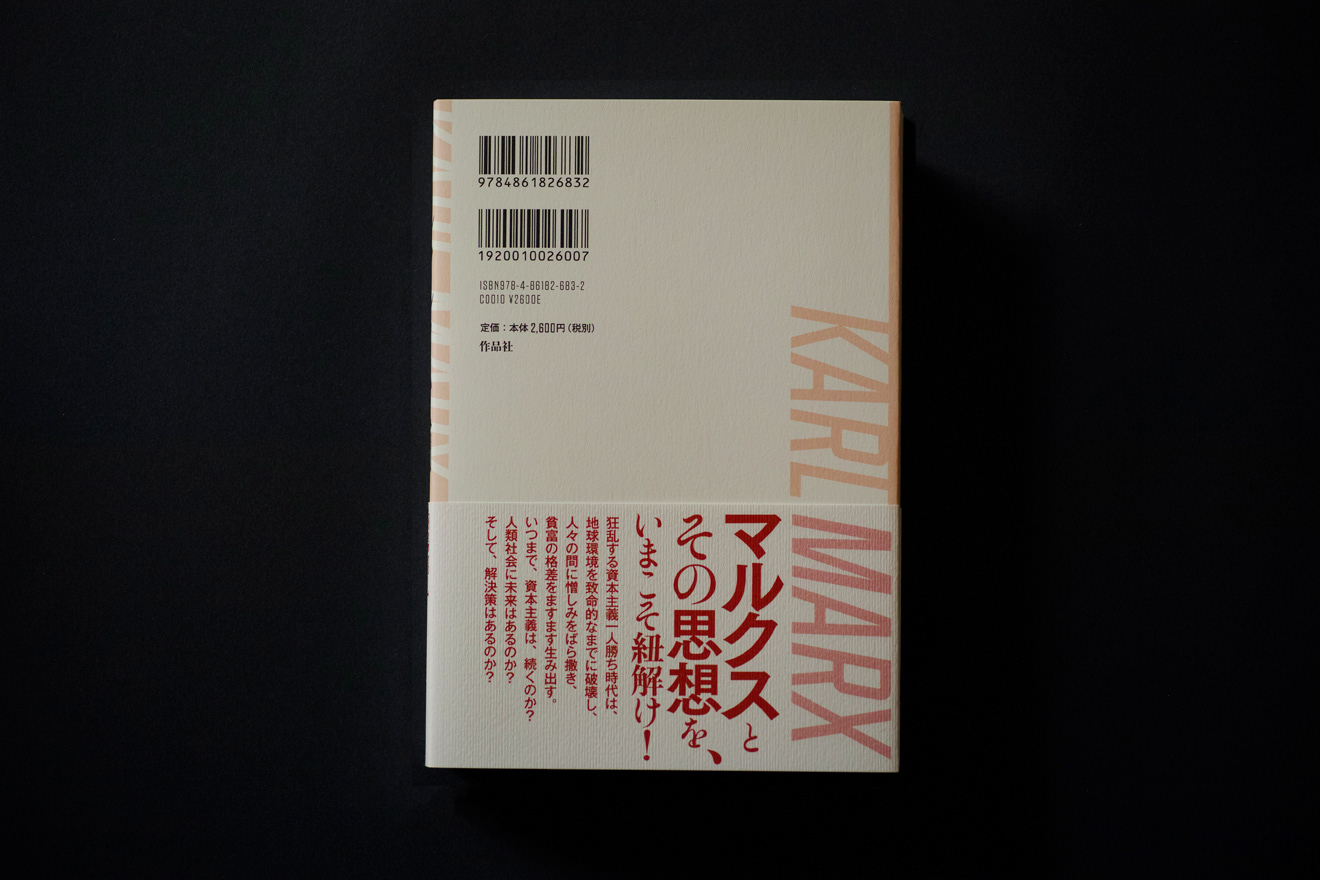 9784861826832
1920010026007
ISBN978-4-86182-683-2
C0010 ¥2600E
定価：本体2,600円（税別）
作品社
KARL MARX
マルクスと
その思想を、
いまこそ紐解け！
狂乱する資本主義一人勝ち時代は、
地球環境を致命的なまでに破壊し、
人々の間に憎しみをばら撒き、
貧富の格差をますます生み出す。
いつまで、資本主義は、続くのか？
人類社会に未来はあるのか？
そして、解決策はあるのか？